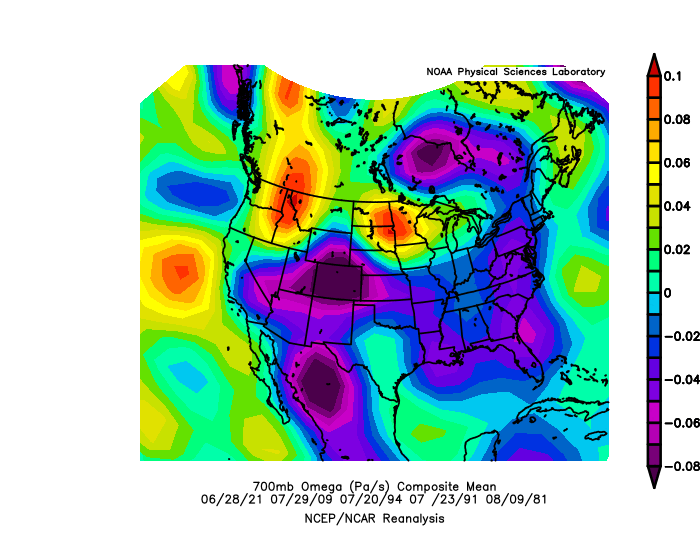 NOAA Physical Sciences Laboratory
0.1
0.08
0.06
0.04
0.02
0
−0.02
−0.04
−0.06
−0.08
700mb Omega (Pa/s) Composite Mean
06/28/21 07/29/09 07/20/94 07 /23/91 08/09/81
NCEP/NCAR Reanalysis